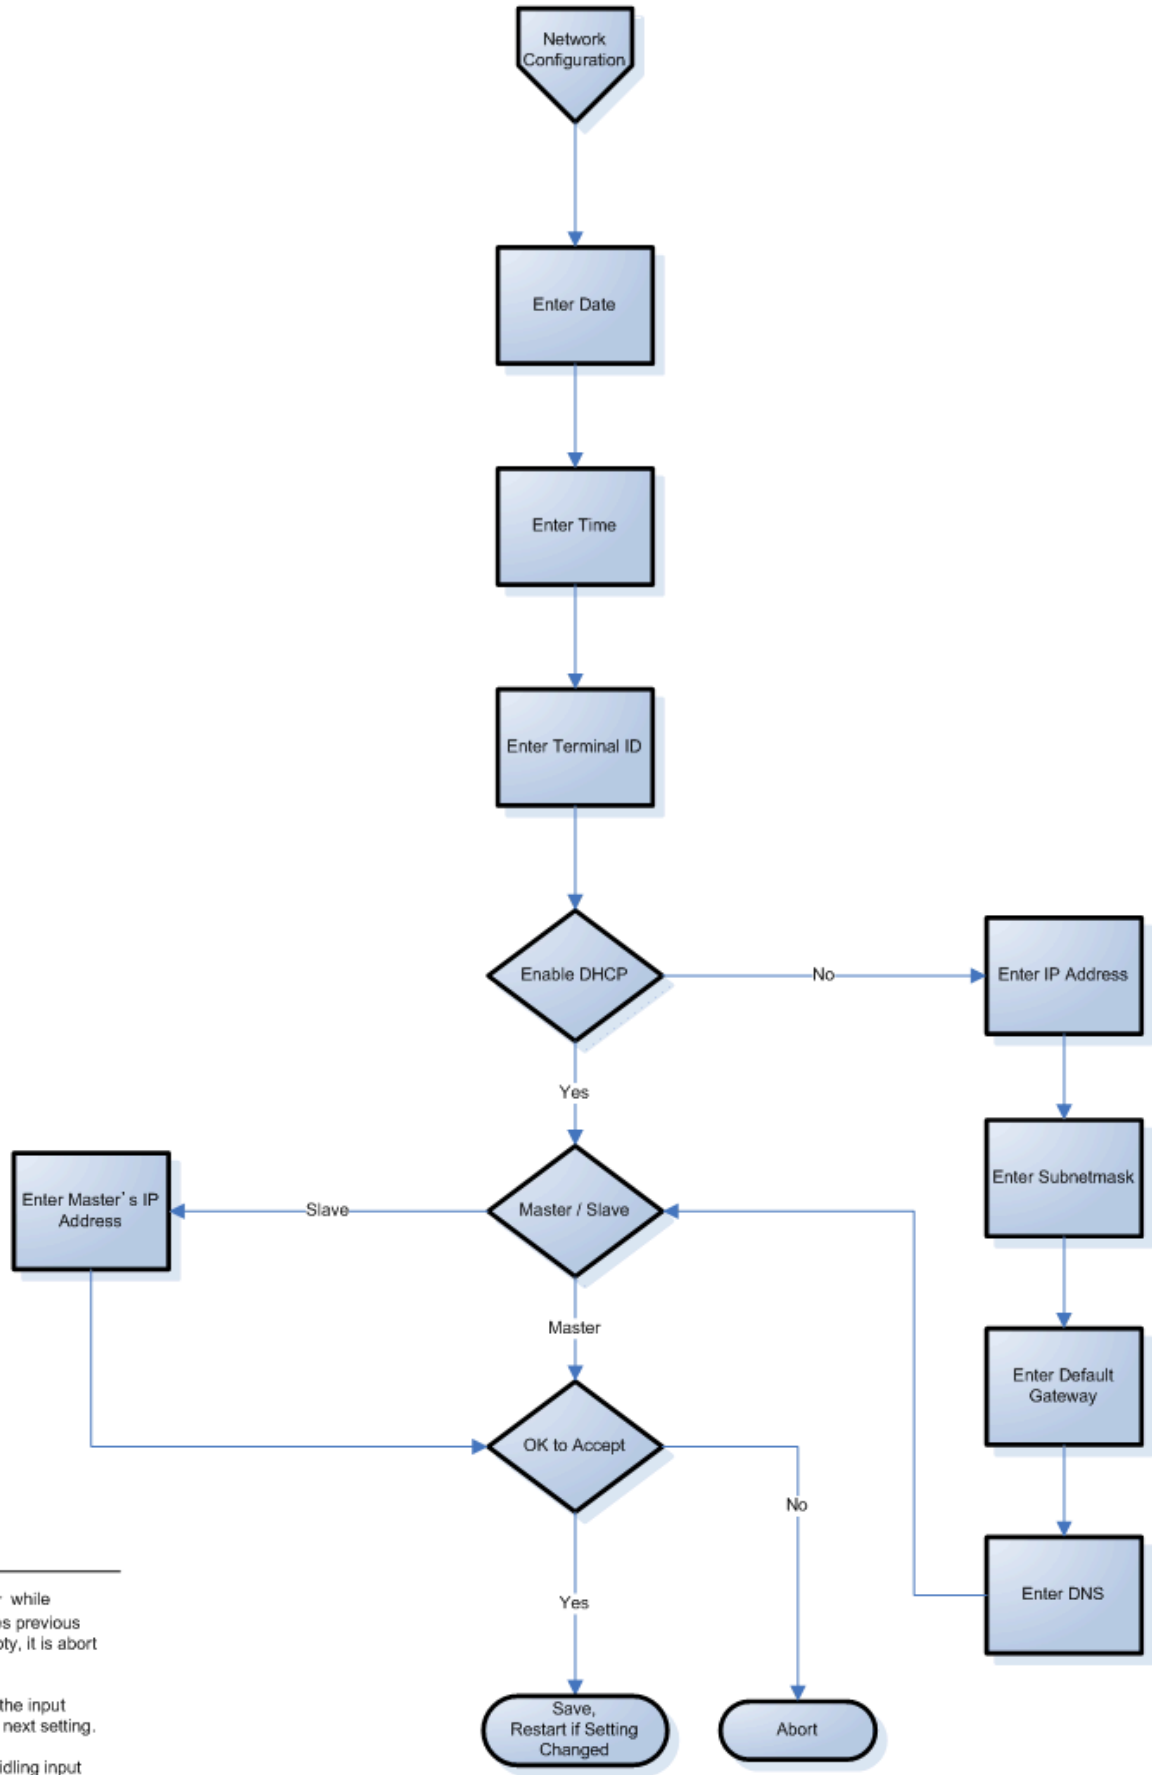 Network
Configuration
Enter Date
Enter Time
Enter Terminal ID
Enable DHCP
No
Enter IP Address
Yes
Enter Subnetmask
Enter Master`s IP
Address
Slave
Master / Slave
Master
Enter Default
Gateway
OK to Accept
No
Enter DNS
Yes
while
previous
it is abort
the input
next setting.
idling input
Save,
Restart if Setting
Changed
Abort